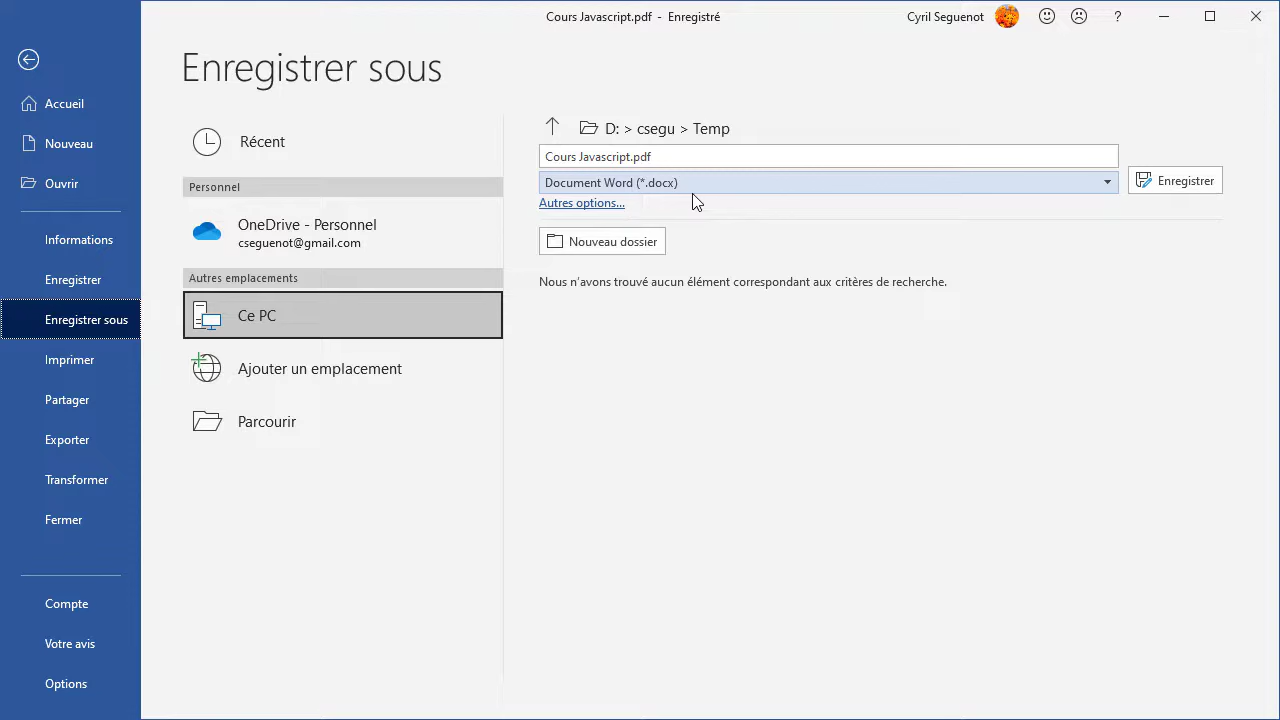 Cours Javascript.pdf - Enregistré
Cyril Seguenot
?
Enregistrer sous
Accueil
Nouveau
Ouvrir
Informations
Enregistrer
Enregistrer sous
Imprimer
Partager
Exporter
Transformer
Fermer
Compte
Votre avis
Options
Récent
Personnel
OneDrive - Personnel
cseguenot@gmail.com
Autres emplacements
Ce PC
Ajouter un emplacement
Parcourir
D: > csegu > Temp
Cours Javascript.pdf
Document Word (*.docx)
Enregistrer
Autres options...
Nouveau dossier
Nous n'avons trouvé aucun élément correspondant aux critères de recherche.